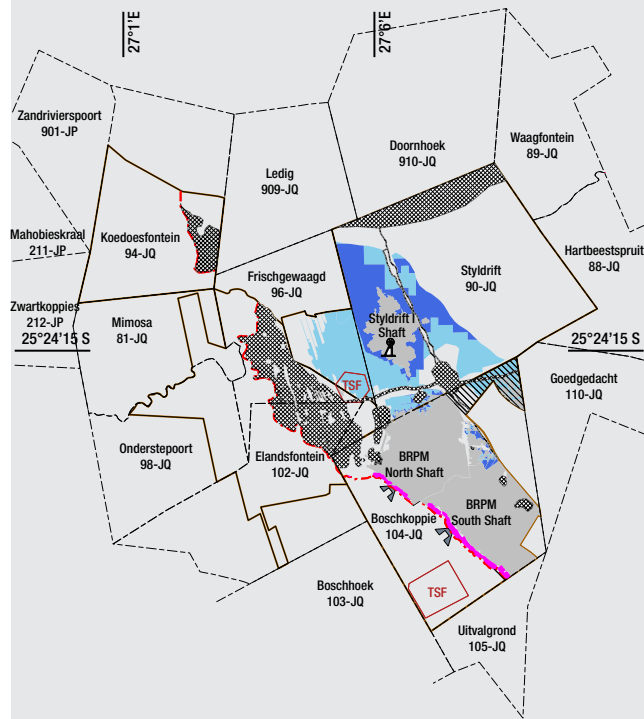 27°1'E
27°6'E
Zandrivierspoort
901-JP
Ledig
909-JQ
Doornhoek
910-JQ
Waagfontein
89-JQ
Mahobieskraal
211-JP
Koedoesfontein
94-JQ
Frischgewaagd
96-JQ
Styldrift
90-JQ
Hartbeestspruit
88-JQ
Zwartkoppies
212-JP
Mimosa
81-JQ
Styldrift I
Shaft
25°24'15 S
25°24'15 S
TSF
Goedgedacht
110-JQ
Onderstepoort
98-JQ
Elandsfontein
102-JQ
BRPM
North Shaft
BRPM
South Shaft
Boschkoppie
104-JQ
Boschhoek
103-JQ
TSF
Uitvalgrond
105-JQ